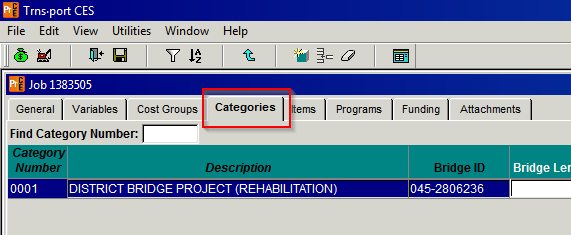 Trns-port CES
File Edit View Utilities Window Help
Job 1383505
General Variables Cost Groups Categories Items Programs Funding Attachments
Find Category Number:
Category Number Description Bridge ID Bridge Len
0001 DISTRICT BRIDGE PROJECT (REHABILITATION) 045-2806236